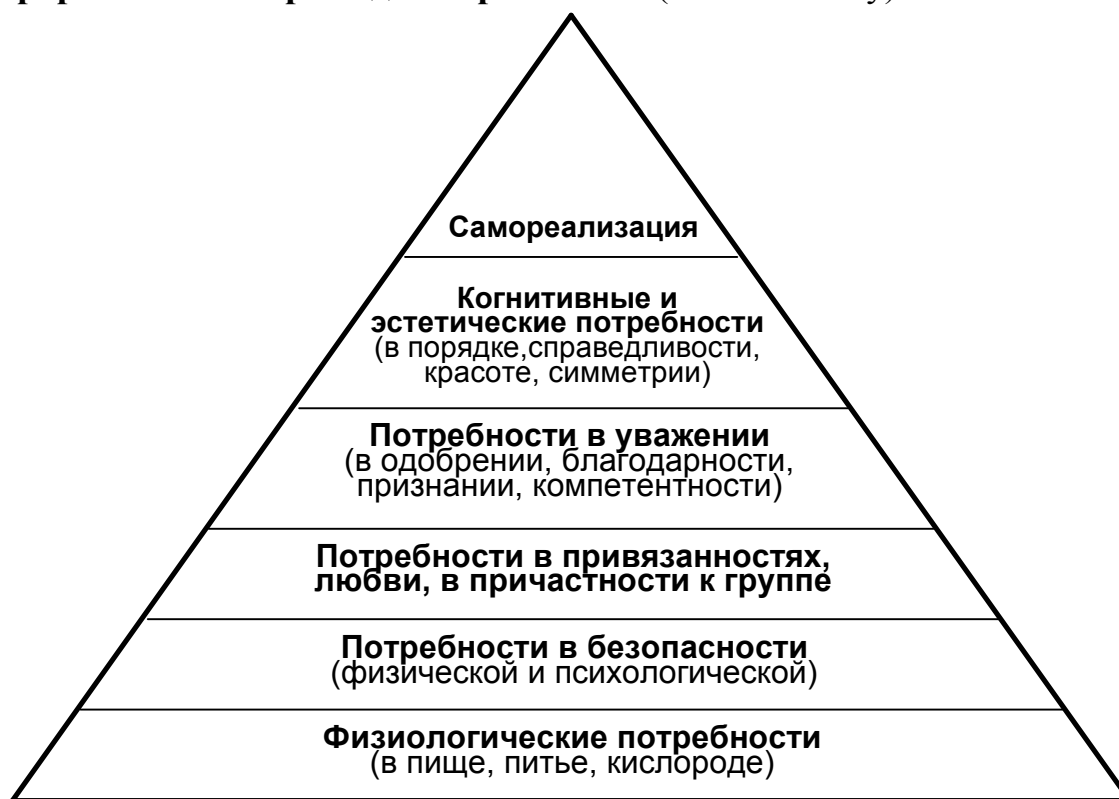 Самореализация
Когнитивные и
эстетические потребности
(в порядке,справедливости,
красоте, симметрии)
Потребности в уважении
(в одобрении, благодарности,
признании, компетентности)
Потребности в привязанностях,
любви, в причастности к группе
Потребности в безопасности
(физической и психологической)
Физиологические потребности
(в пище, питье, кислороде)